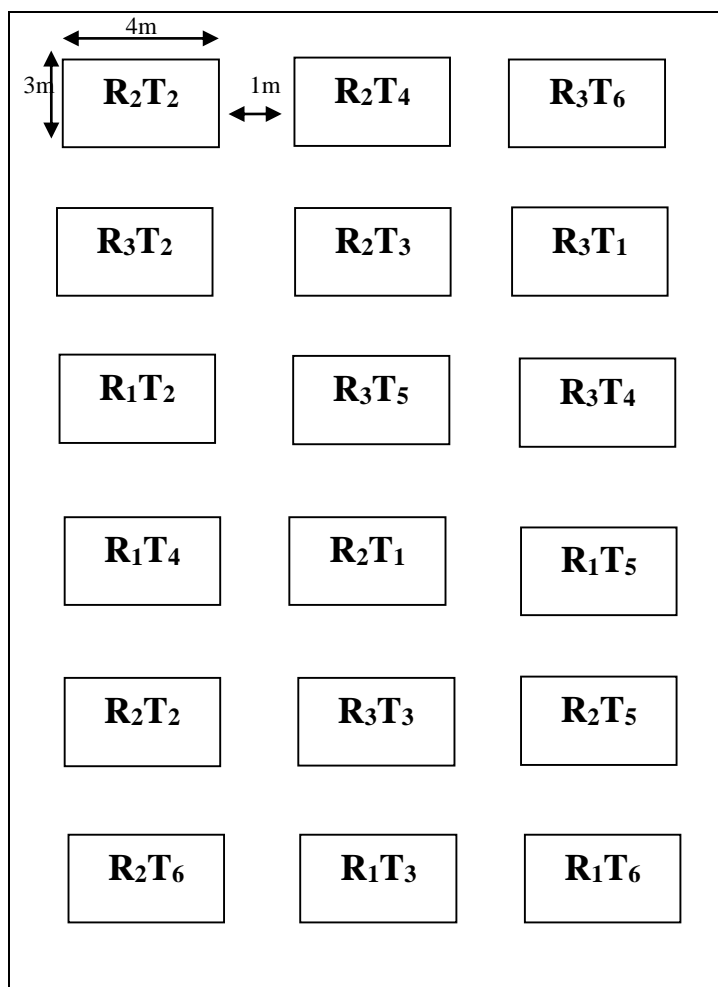 4m
3m R₂T₂ 1m R₂T₄ R₃T₆
R₃T₂ R₂T₃ R₃T₁
R₁T₂ R₃T₅ R₃T₄
R₁T₄ R₂T₁ R₁T₅
R₂T₂ R₃T₃ R₂T₅
R₂T₆ R₁T₃ R₁T₆